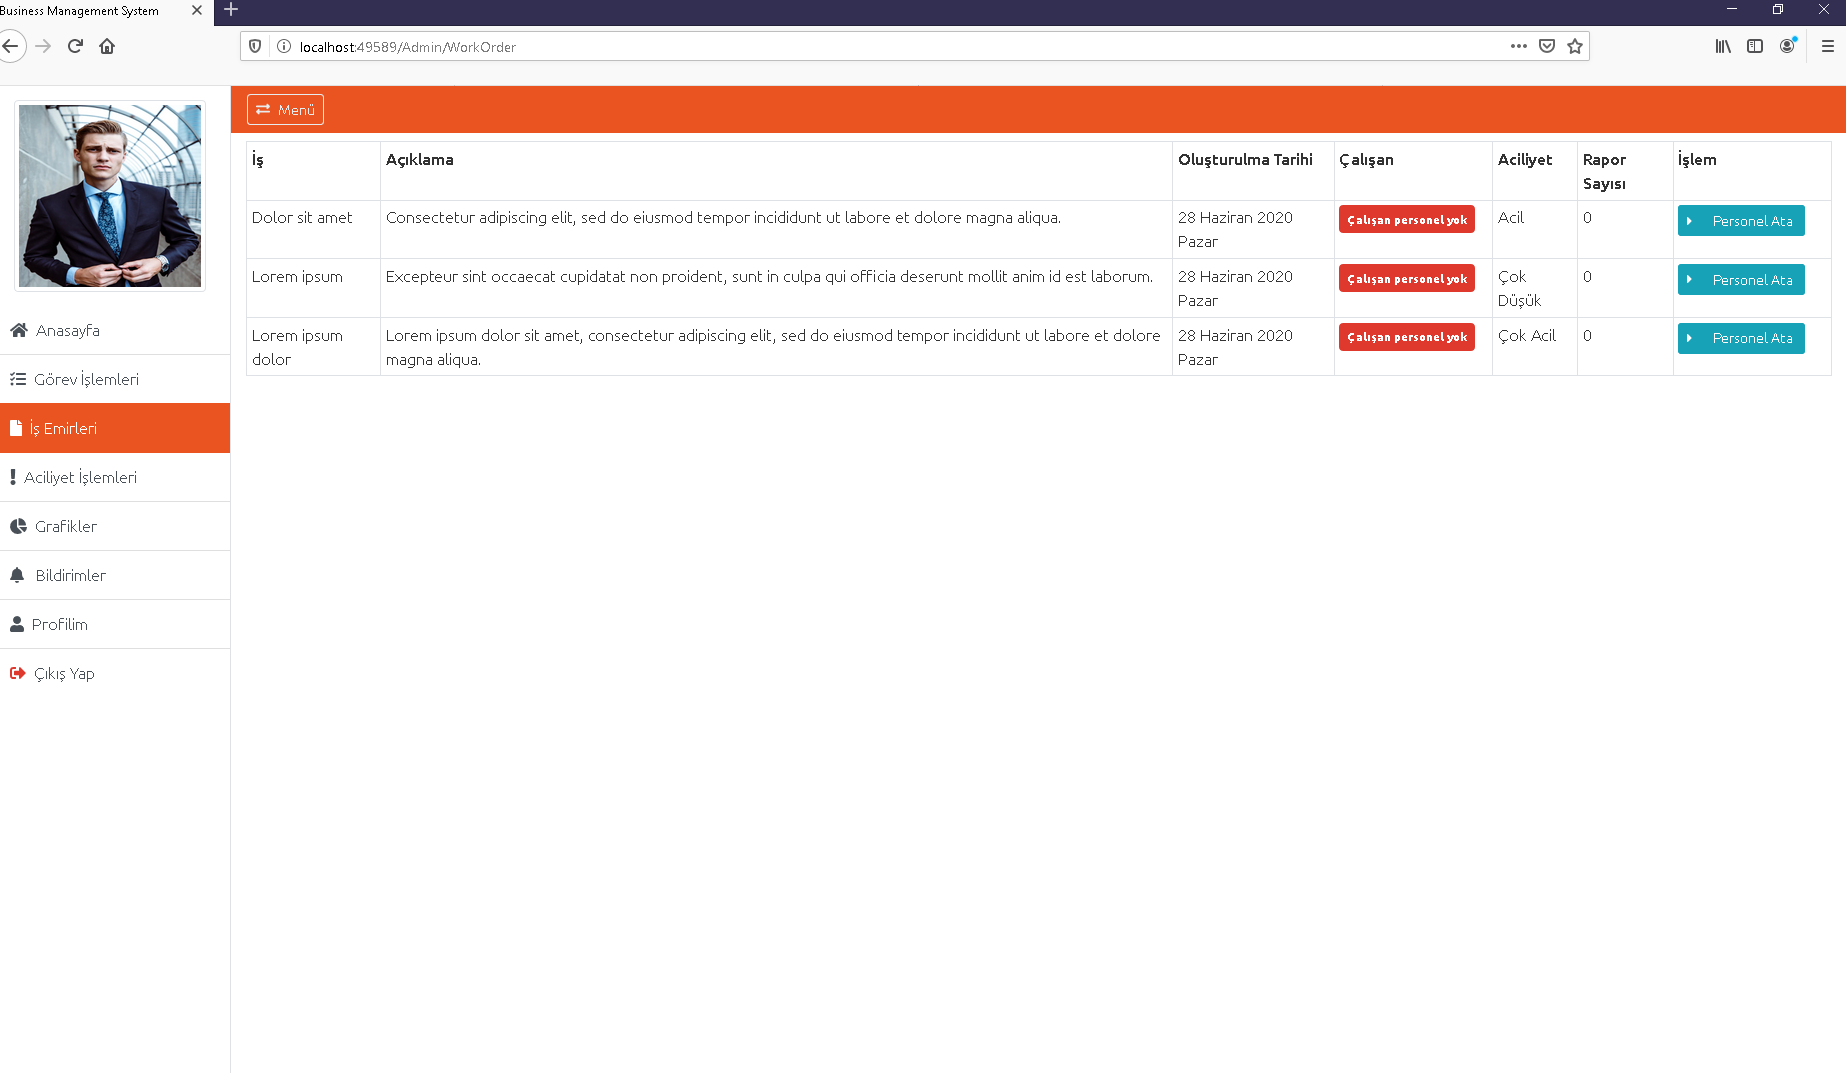 Business Management System
localhost:49589/Admin/WorkOrder
Menü
İş Açıklama Oluşturulma Tarihi Çalışan Aciliyet Rapor Sayısı İşlem
Dolor sit amet Consectetur adipiscing elit, sed do eiusmod tempor incididunt ut labore et dolore magna aliqua. 28 Haziran 2020 Pazar Çalışan personel yok Acil 0 Personel Ata
Lorem ipsum Excepteur sint occaecat cupidatat non proident, sunt in culpa qui officia deserunt mollit anim id est laborum. 28 Haziran 2020 Pazar Çalışan personel yok Çok Düşük 0 Personel Ata
Lorem ipsum dolor Lorem ipsum dolor sit amet, consectetur adipiscing elit, sed do eiusmod tempor incididunt ut labore et dolore magna aliqua. 28 Haziran 2020 Pazar Çalışan personel yok Çok Acil 0 Personel Ata
Anasayfa
Görev İşlemleri
İş Emirleri
Aciliyet İşlemleri
Grafikler
Bildirimler
Profilim
Çıkış Yap